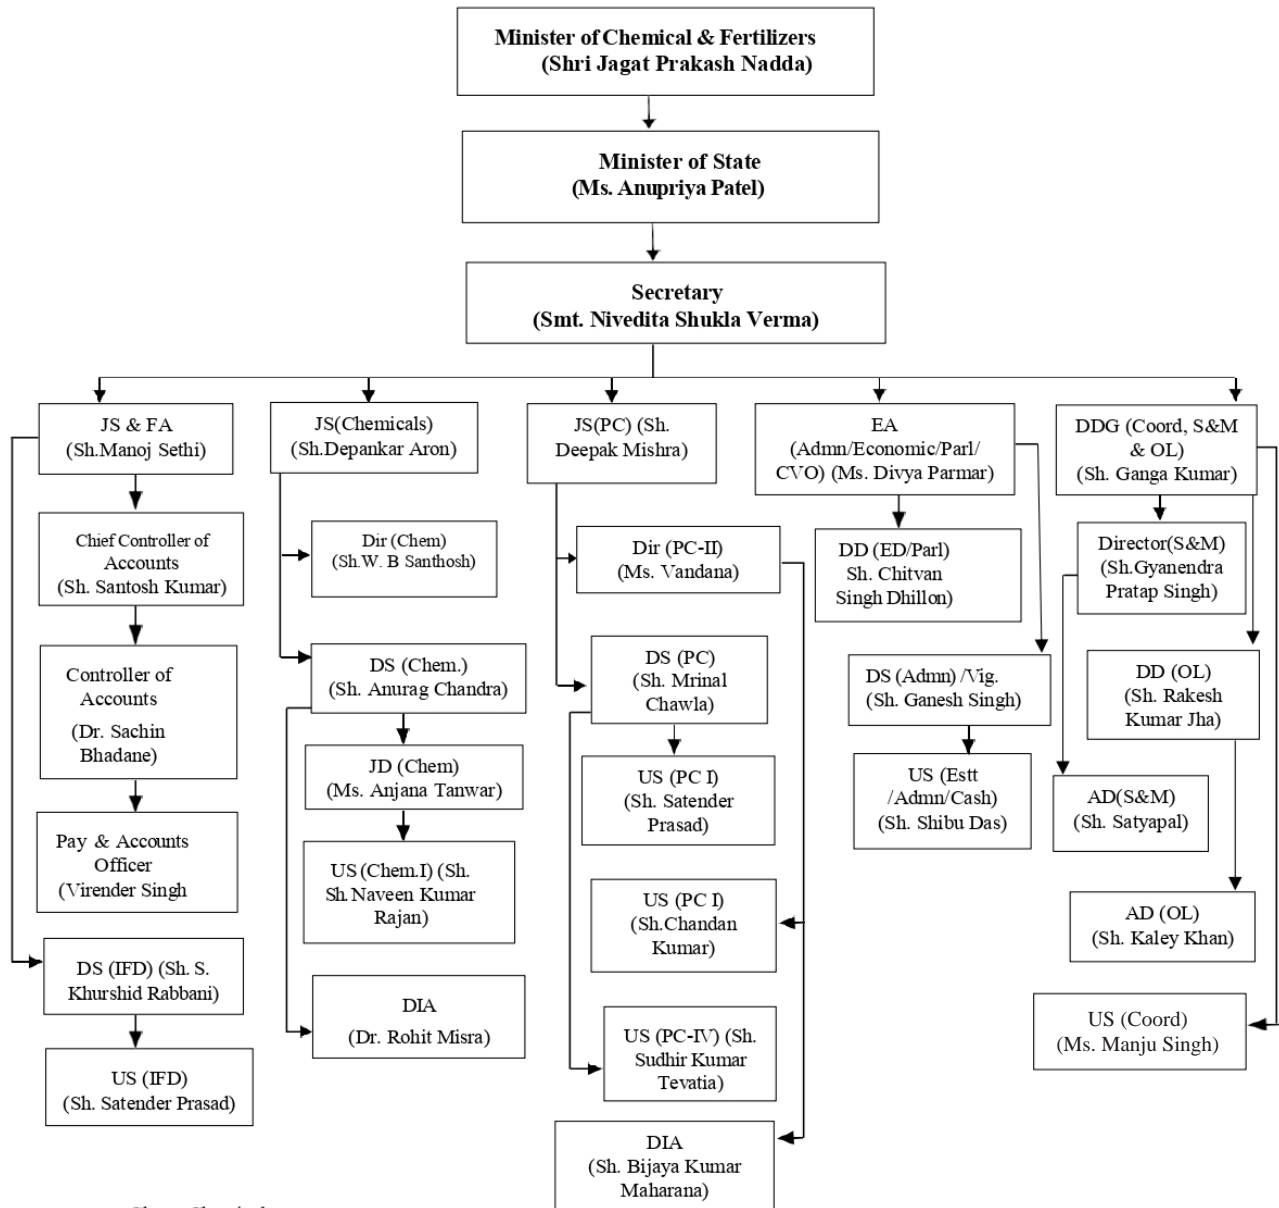 Minister of Chemical & Fertilizers
(Shri Jagat Prakash Nadda)
Minister of State
(Ms. Anupriya Patel)
Secretary
(Smt. Nivedita Shukla Verma)
JS & FA
(Sh.Manoj Sethi)
Chief Controller of
Accounts
(Sh. Santosh Kumar)
Controller of
Accounts
(Dr. Sachin
Bhadane)
Pay & Accounts
Officer
(Virender Singh
DS (IFD) (Sh. S.
Khurshid Rabbani)
US (IFD)
(Sh. Satender Prasad)
JS(Chemicals)
(Sh.Depankar Aron)
Dir (Chem)
(Sh.W. B Santhosh)
DS (Chem.)
(Sh. Anurag Chandra)
JD (Chem)
(Ms. Anjana Tanwar)
US (Chem.I) (Sh.
Sh.Naveen Kumar
Rajan)
DIA
(Dr. Rohit Misra)
JS(PC) (Sh.
Deepak Mishra)
Dir (PC-II)
(Ms. Vandana)
DS (PC)
(Sh. Mrinal
Chawla)
US (PC I)
(Sh. Satender
Prasad)
US (PC I)
(Sh.Chandan
Kumar)
US (PC-IV) (Sh.
Sudhir Kumar
Tevatia)
DIA
(Sh. Bijaya Kumar
Maharana)
EA
(Admn/Economic/Parl/
CVO) (Ms. Divya Parmar)
DD (ED/Parl)
Sh. Chitvan
Singh Dhillon)
DS (Admn) /Vig.
(Sh. Ganesh Singh)
US (Estt
/Admn/Cash)
(Sh. Shibu Das)
DDG (Coord, S&M
& OL)
(Sh. Ganga Kumar)
Director(S&M)
(Sh.Gyanendra
Pratap Singh)
DD (OL)
(Sh. Rakesh
Kumar Jha)
AD(S&M)
(Sh. Satyapal)
AD (OL)
(Sh. Kaley Khan)
US (Coord)
(Ms. Manju Singh)